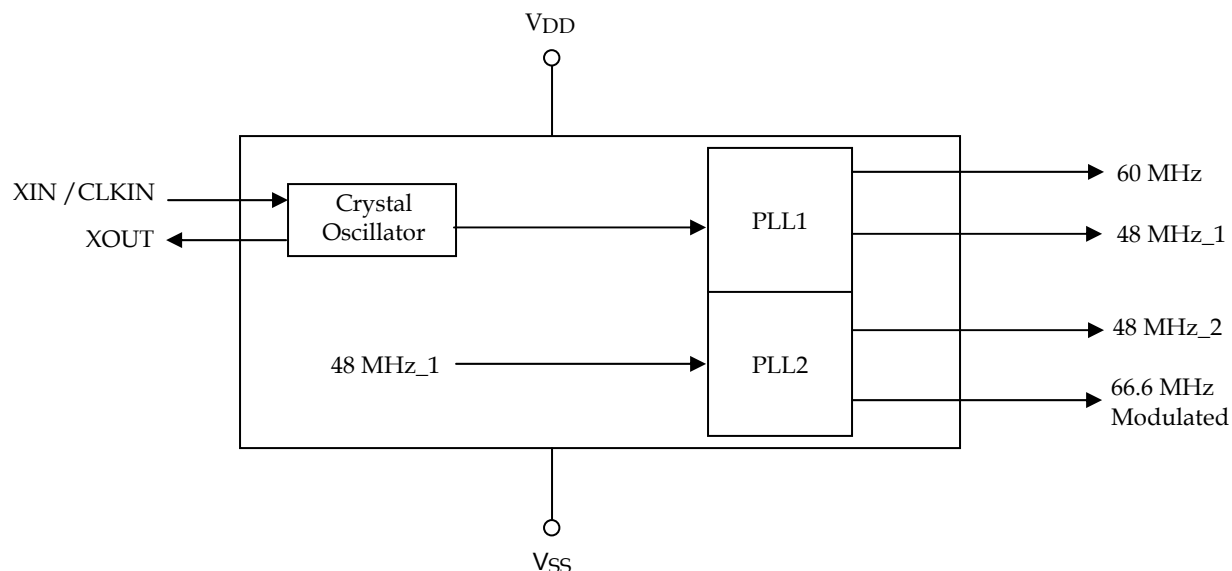 VDD
XIN /CLKIN
XOUT
Crystal
Oscillator
PLL1
60 MHz
48 MHz_1
48 MHz_1
PLL2
48 MHz_2
66.6 MHz
Modulated
VSS